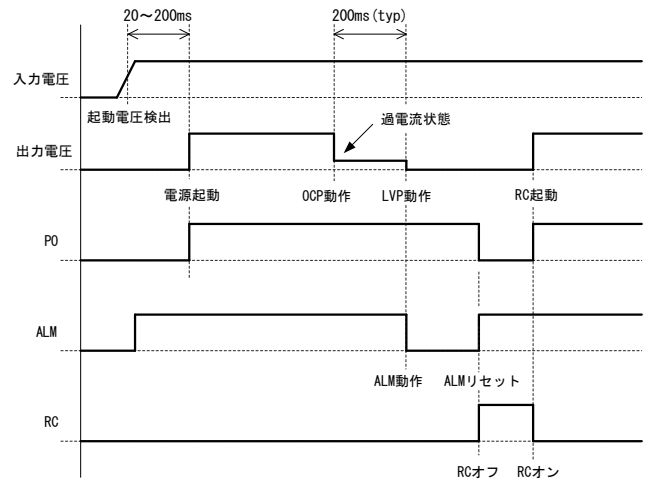 20～200ms
200ms(typ)
入力電圧
起動電圧検出
過電流状態
出力電圧
電源起動
OCP動作
LVP動作
RC起動
PO
ALM
ALM動作
ALMリセット
RC
RCオフ
RCオン